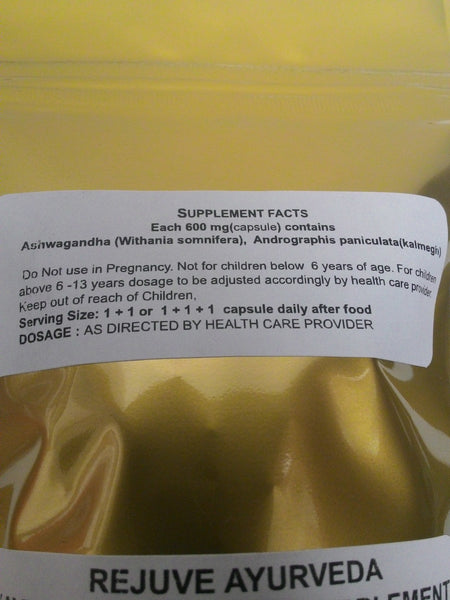 SUPPLEMENT FACTS
Each 600 mg(capsule) contains
Ashwagandha (Withania somnifera), Andrographis paniculata(kalmegh)
Do Not use in Pregnancy. Not for children below 6 years of age. For children
above 6 -13 years dosage to be adjusted accordingly by health care provider
Keep out of reach of Children,
Serving Size: 1 + 1 or 1 + 1 + 1 capsule daily after food
DOSAGE : AS DIRECTED BY HEALTH CARE PROVIDER
REJUVE AYURVEDA